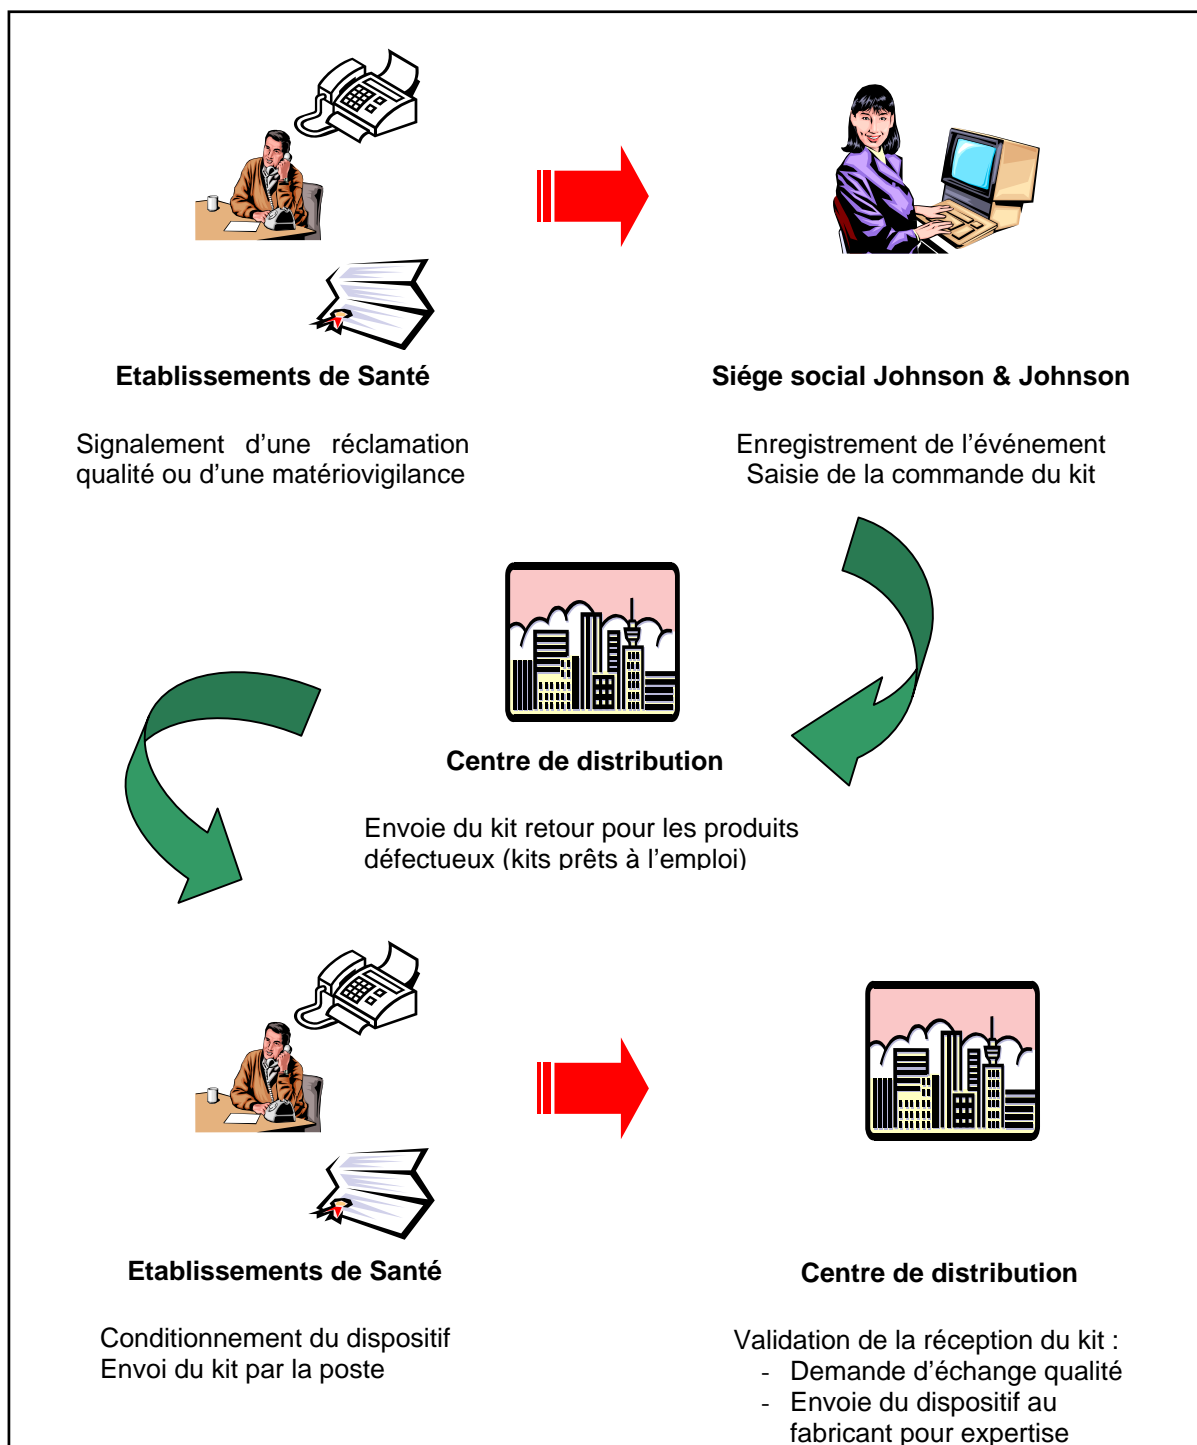 Etablissements de Santé
Signalement d’une réclamation
qualité ou d’une matériovigilance
Siége social Johnson & Johnson
Enregistrement de l’événement
Saisie de la commande du kit
Centre de distribution
Envoie du kit retour pour les produits
défectueux (kits prêts à l’emploi)
Etablissements de Santé
Conditionnement du dispositif
Envoi du kit par la poste
Centre de distribution
Validation de la réception du kit :
- Demande d’échange qualité
- Envoie du dispositif au
fabricant pour expertise